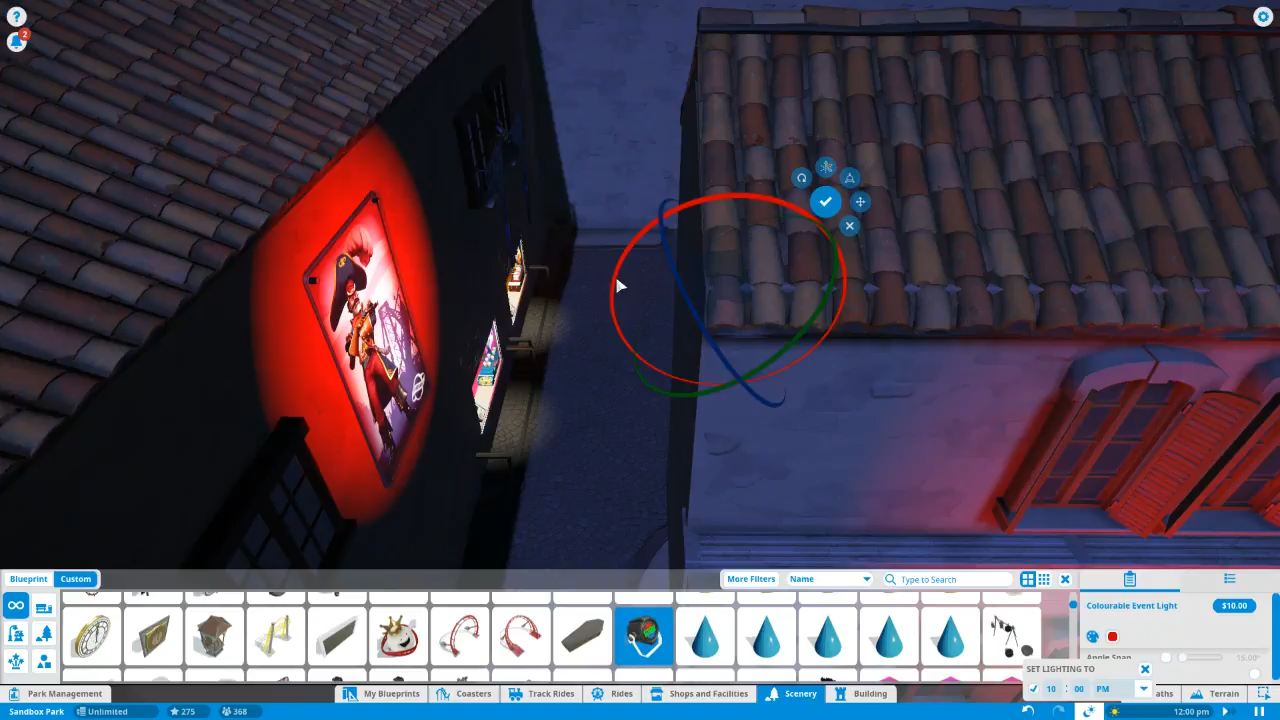 ?
2
Blueprint
Custom
More Filters
Name
Type to Search
Colourable Event Light
$10.00
Angle Snap
15.00°
SET LIGHTING TO
10 : 00 PM
Park Management
My Blueprints
Coasters
Track Rides
Rides
Shops and Facilities
Scenery
Building
Paths
Terrain
Sandbox Park
Unlimited
275
368
12:00 pm